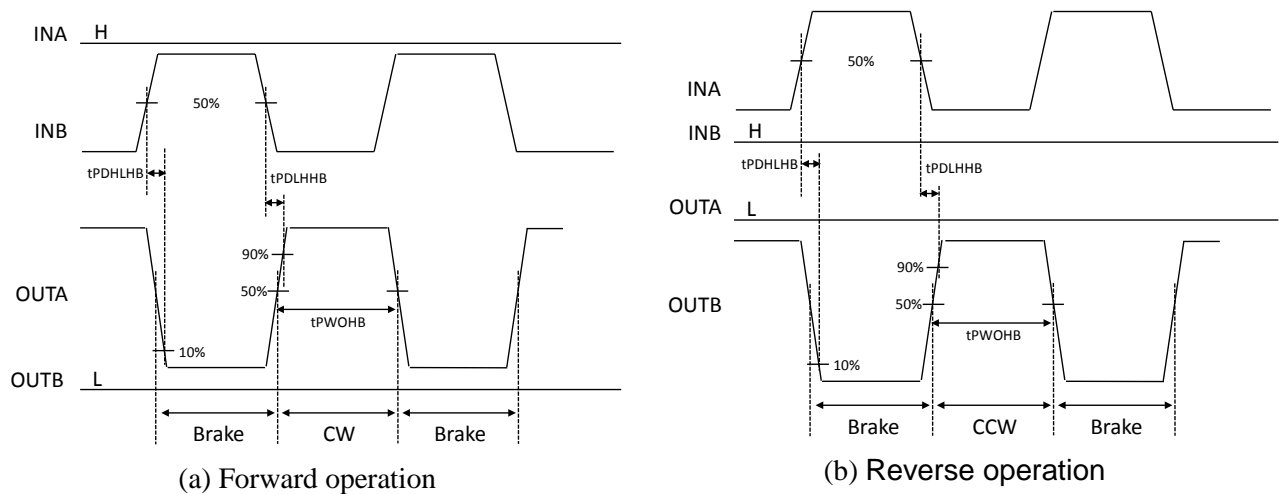 INA
H
50%
INB
tPDHLHB
tPDLHHB
90%
50%
OUTA
tPWOHB
10%
OUTB
L
Brake
CW
Brake
(a) Forward operation
50%
INA
INB
H
tPDHLHB
tPDLHHB
OUTA
L
90%
50%
OUTB
tPWOHB
10%
Brake
CCW
Brake
(b) Reverse operation